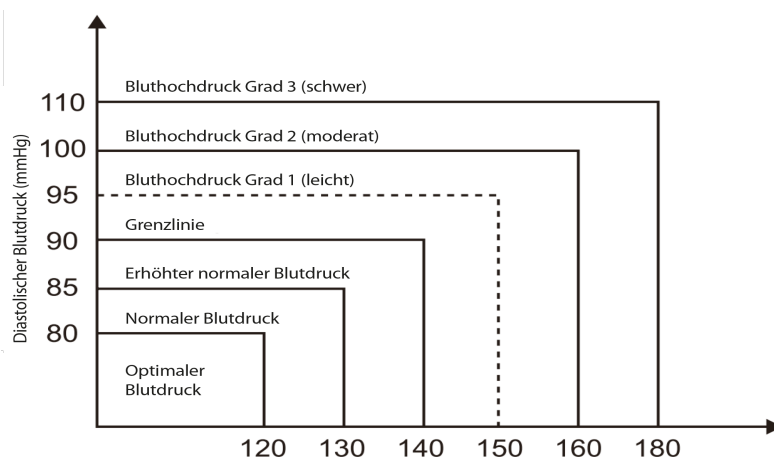 Bluthochdruck Grad 3 (schwer)
110
Bluthochdruck Grad 2 (moderat)
100
Bluthochdruck Grad 1 (leicht)
95
Grenzlinie
90
Erhöhter normaler Blutdruck
85
Normaler Blutdruck
80
Optimaler
Blutdruck
Diastolischer Blutdruck (mmHg)
120 130 140 150 160 180